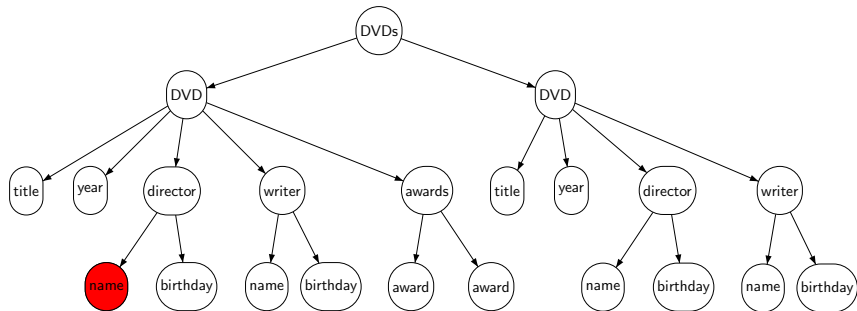 DVDs
DVD DVD
title year director writer awards title year director writer
name birthday name birthday award award name birthday name birthday